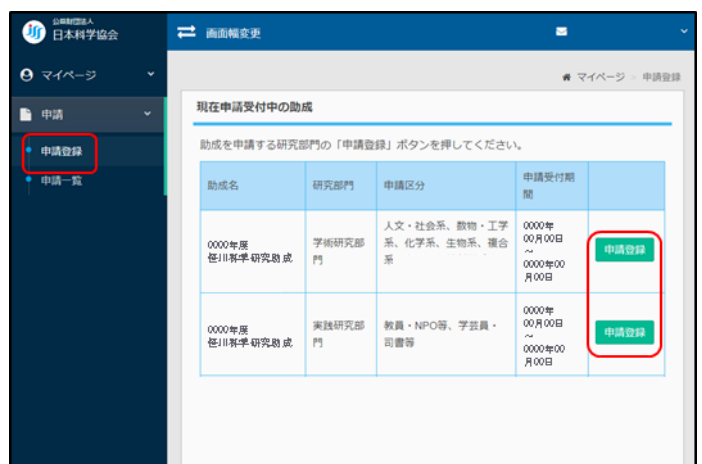 公益財団法人
日本科学協会
画面幅変更
マイページ
マイページ > 申請登録
申請
現在申請受付中の助成
申請登録
助成を申請する研究部門の「申請登録」ボタンを押してください。
申請一覧
助成名
研究部門
申請区分
申請受付期
間
0000年度
笹川科学研究助成
学術研究部
門
人文・社会系、数物・工学
系、化学系、生物系、複合
系
0000年
00月00日
～
0000年00
月00日
申請登録
0000年度
笹川科学研究助成
実践研究部
門
教員・NPO等、学芸員・
司書等
0000年
00月00日
～
0000年00
月00日
申請登録